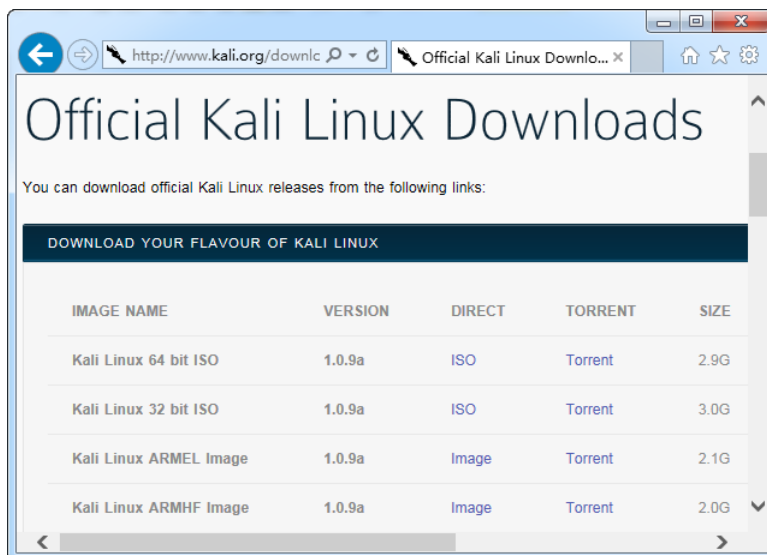 http://www.kali.org/downlc
Official Kali Linux Downlo...
Official Kali Linux Downloads
You can download official Kali Linux releases from the following links:
DOWNLOAD YOUR FLAVOUR OF KALI LINUX
IMAGE NAME VERSION DIRECT TORRENT SIZE
Kali Linux 64 bit ISO 1.0.9a ISO Torrent 2.9G
Kali Linux 32 bit ISO 1.0.9a ISO Torrent 3.0G
Kali Linux ARMEL Image 1.0.9a Image Torrent 2.1G
Kali Linux ARMHF Image 1.0.9a Image Torrent 2.0G